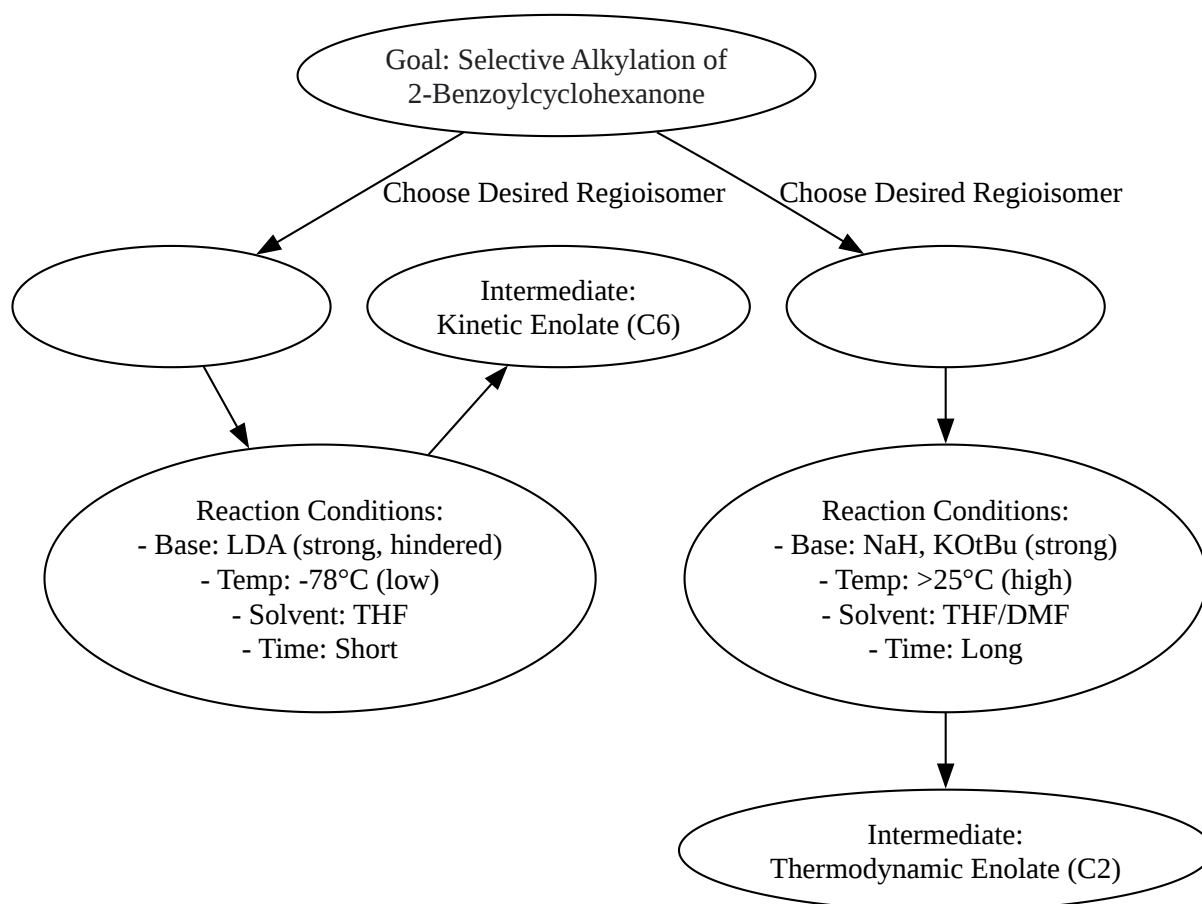 Goal: Selective Alkylation of
2-Benzoylcyclohexanone
Choose Desired Regioisomer
Choose Desired Regioisomer
Intermediate:
Kinetic Enolate (C6)
Reaction Conditions:
- Base: LDA (strong, hindered)
- Temp: -78°C (low)
- Solvent: THF
- Time: Short
Reaction Conditions:
- Base: NaH, KOtBu (strong)
- Temp: >25°C (high)
- Solvent: THF/DMF
- Time: Long
Intermediate:
Thermodynamic Enolate (C2)